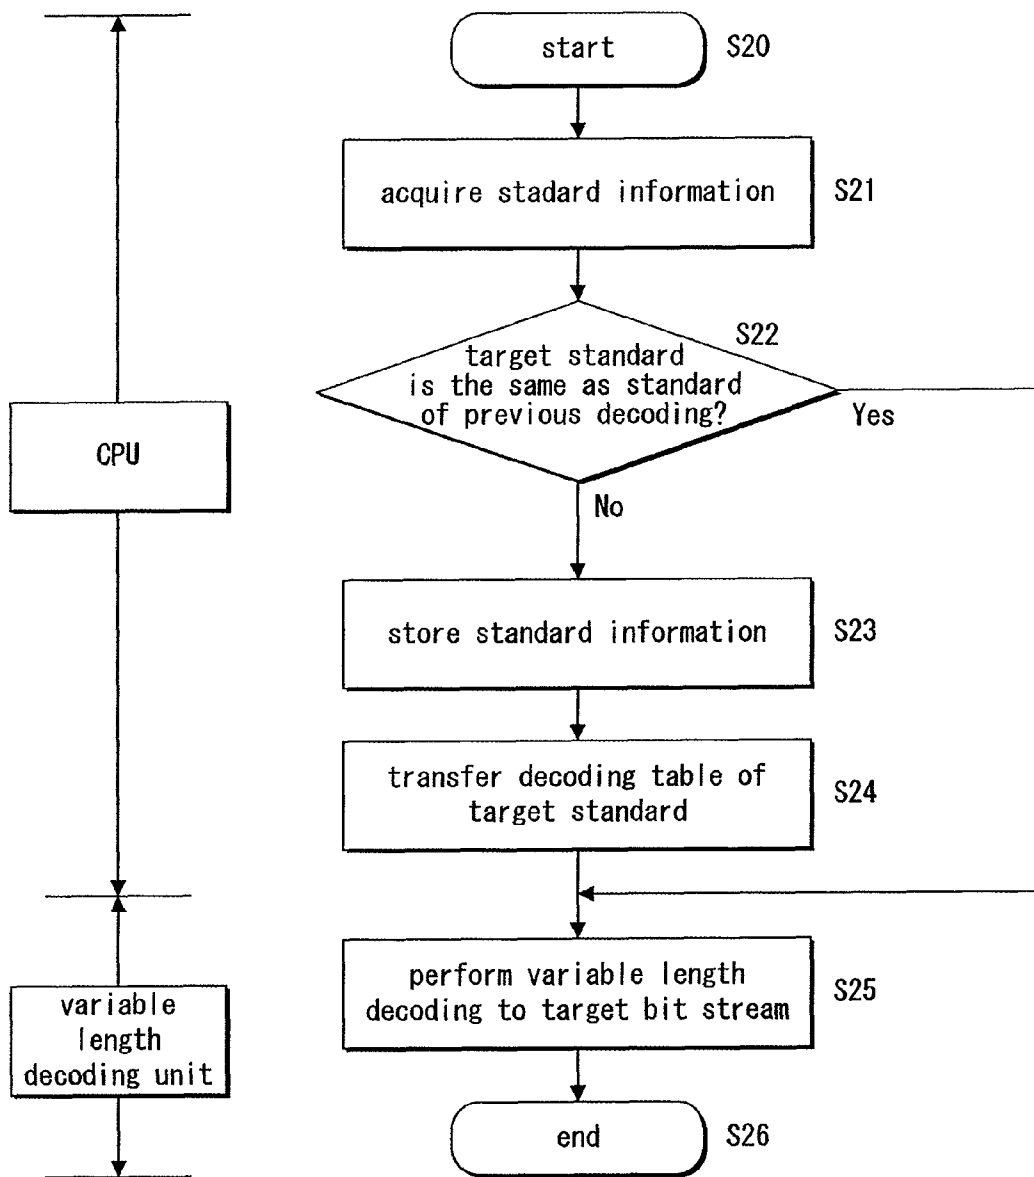 start
S20
acquire stadard information
S21
S22
target standard
is the same as standard
of previous decoding?
Yes
CPU
No
store standard information
S23
transfer decoding table of
target standard
S24
perform variable length
decoding to target bit stream
S25
variable
length
decoding unit
end
S26